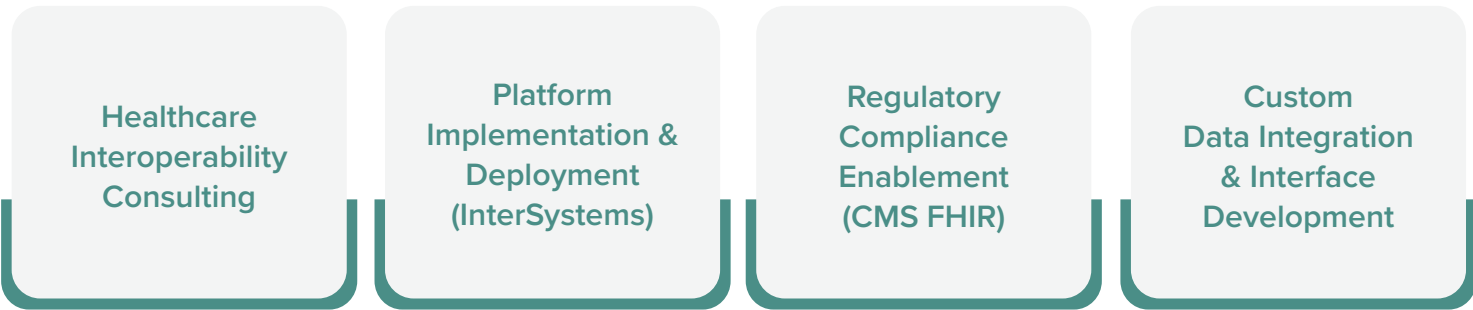 Healthcare
Interoperability
Consulting
Platform
Implementation &
Deployment
(InterSystems)
Regulatory
Compliance
Enablement
(CMS FHIR)
Custom
Data Integration
& Interface
Development